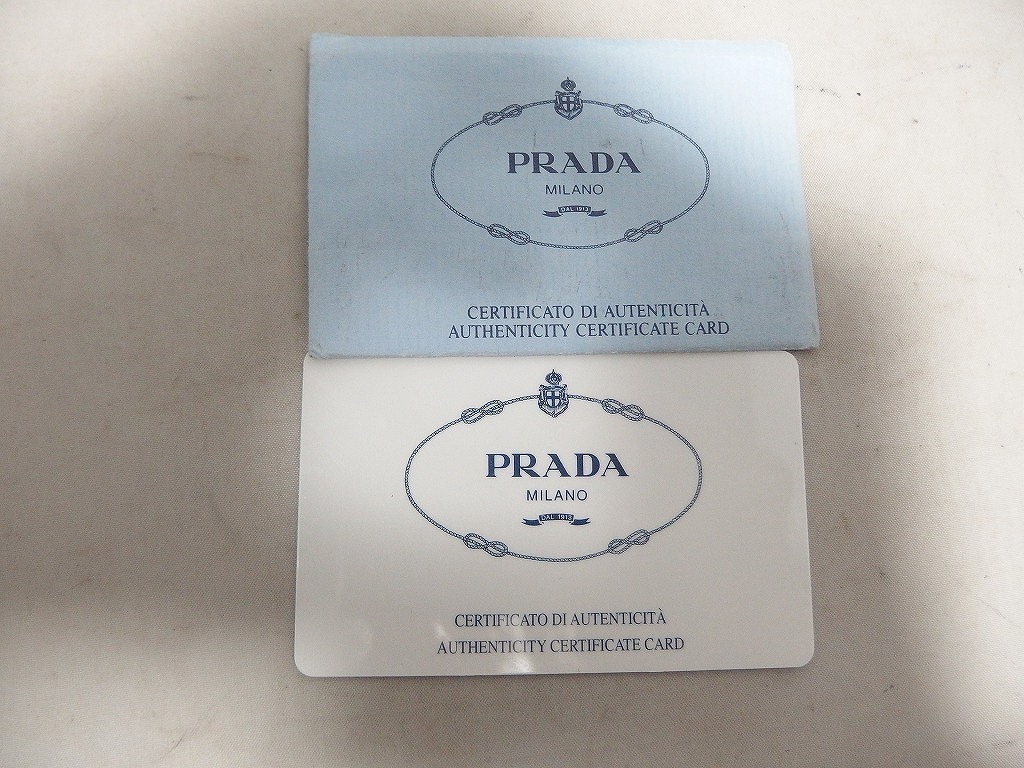 PRADA
MILANO
DAL 1913
CERTIFICATO DI AUTENTICITÀ
AUTHENTICITY CERTIFICATE CARD
PRADA
MILANO
DAL 1913
CERTIFICATO DI AUTENTICITÀ
AUTHENTICITY CERTIFICATE CARD